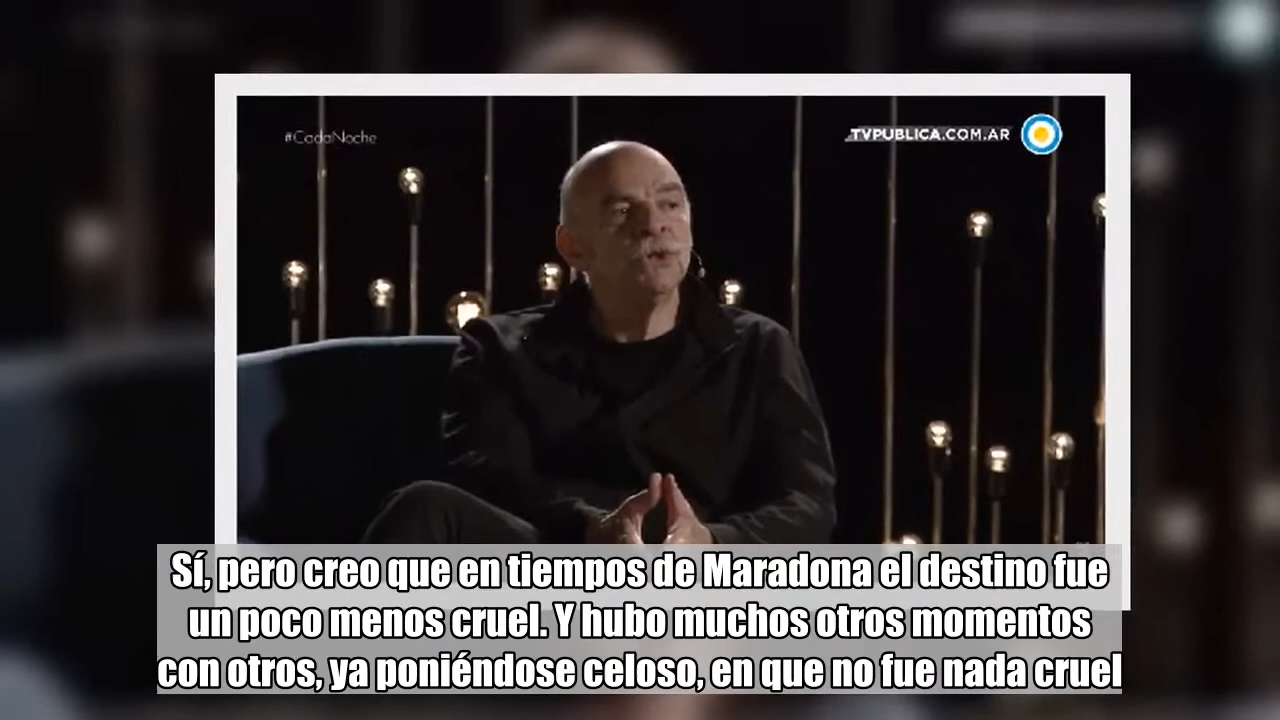 #CadaNoche
TVPUBLICA.COM.AR
Sí, pero creo que en tiempos de Maradona el destino fue
un poco menos cruel. Y hubo muchos otros momentos
con otros, ya poniéndose celoso, en que no fue nada cruel